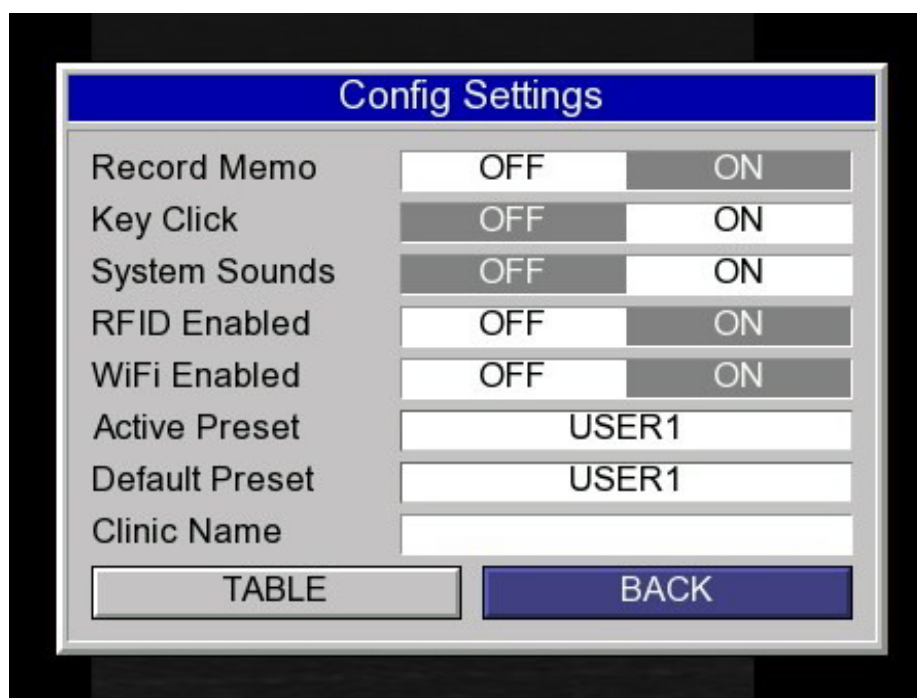 Config Settings
Record Memo OFF ON
Key Click OFF ON
System Sounds OFF ON
RFID Enabled OFF ON
WiFi Enabled OFF ON
Active Preset USER1
Default Preset USER1
Clinic Name
TABLE BACK